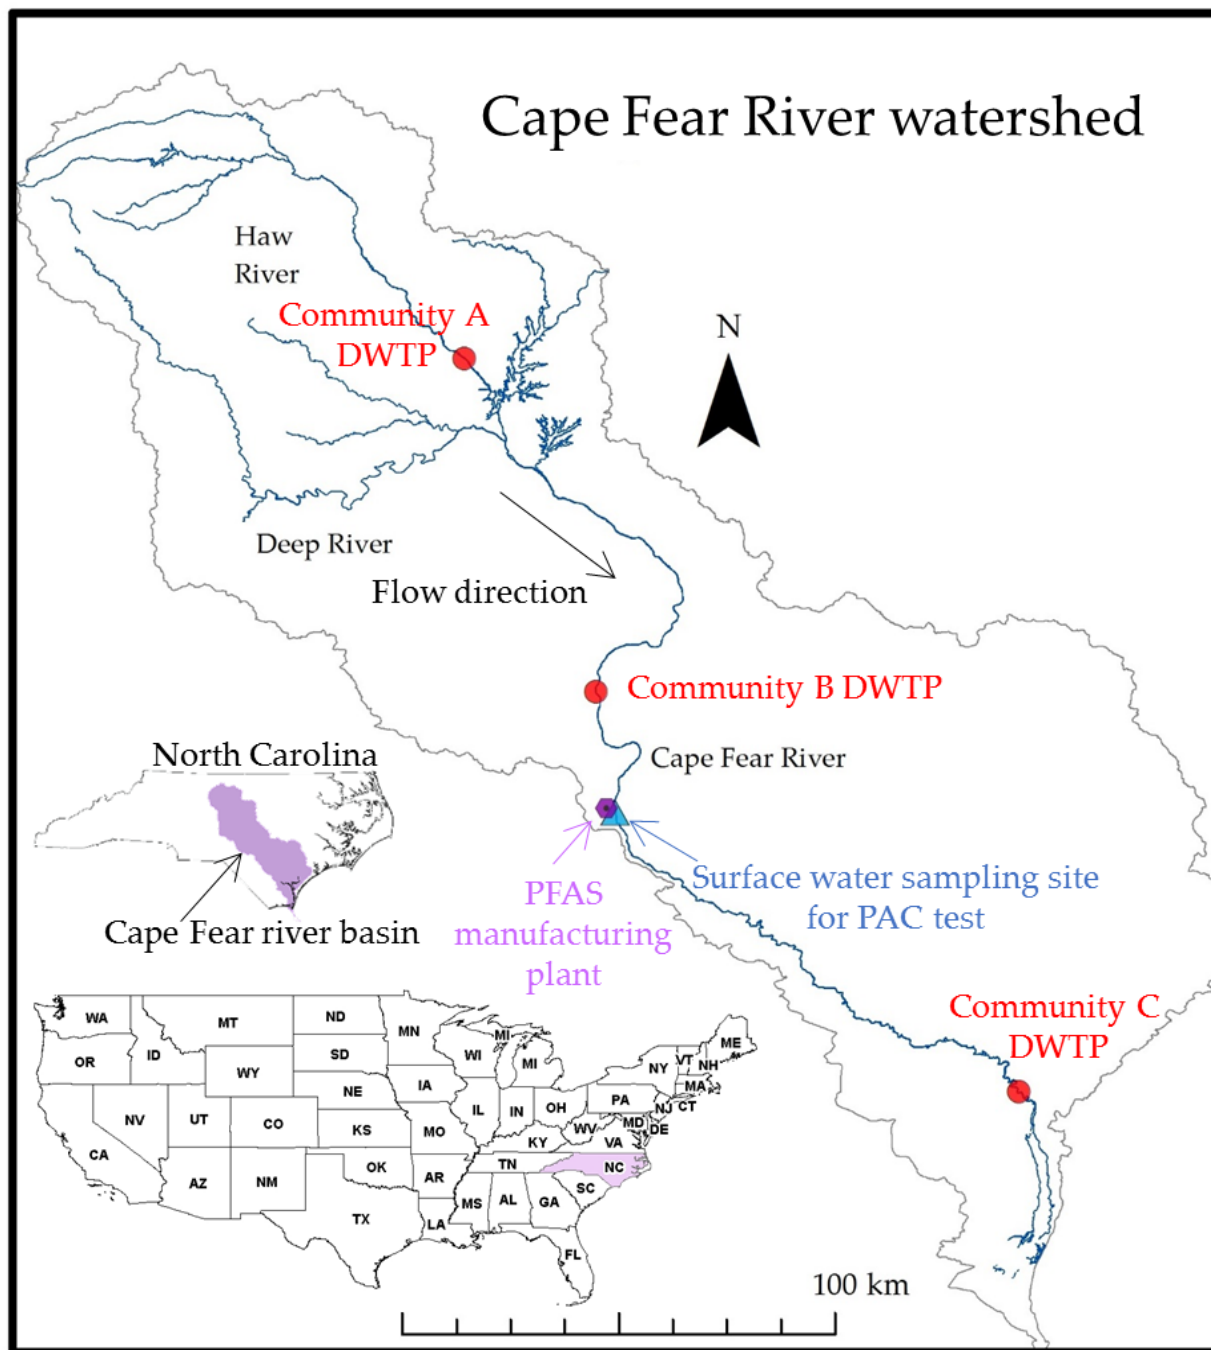 Cape Fear River watershed
Haw
River
Community A
DWTP
N
Deep River
Flow direction
Community B DWTP
Cape Fear River
North Carolina
Cape Fear river basin
PFAS
manufacturing
plant
Surface water sampling site
for PAC test
Community C
DWTP
WA
OR
CA
ID
NV
MT
WY
UT
AZ
CO
NM
ND
SD
NE
KS
OK
TX
MN
IA
MO
AR
LA
WI
IL
MI
MI
IN
OH
KY
TN
MS
AL
GA
FL
SC
NC
VA
WV
PA
NY
VT
NH
ME
MA
CT
NJ
MD
DE
100 km